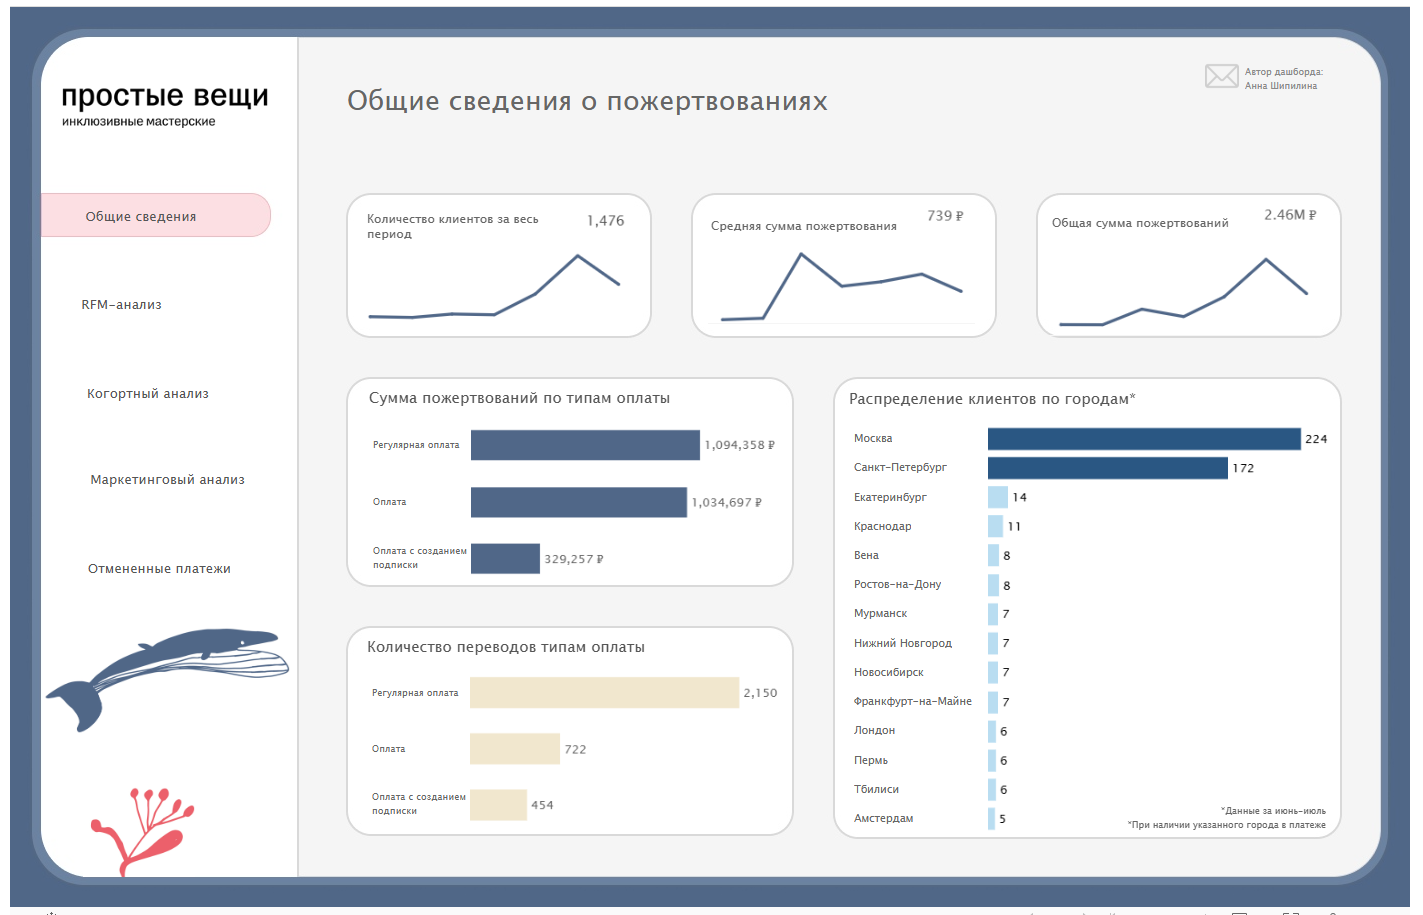 простые вещи
инклюзивные мастерские
Общие сведения
RFM-анализ
Когортный анализ
Маркетинговый анализ
Отмененные платежи
Общие сведения о пожертвованиях
Автор дашборда:
Анна Шипилина
Количество клиентов за весь
период
1,476
Средняя сумма пожертвования
739 ₽
Общая сумма пожертвований
2.46M ₽
Сумма пожертвований по типам оплаты
Регулярная оплата 1,094,358 ₽
Оплата 1,034,697 ₽
Оплата с созданием
подписки
329,257 ₽
Количество переводов типам оплаты
Регулярная оплата 2,150
Оплата 722
Оплата с созданием
подписки
454
Распределение клиентов по городам*
Москва 224
Санкт-Петербург 172
Екатеринбург 14
Краснодар 11
Вена 8
Ростов-на-Дону 8
Мурманск 7
Нижний Новгород 7
Новосибирск 7
Франкфурт-на-Майне 7
Лондон 6
Пермь 6
Тбилиси 6
Амстердам 5
*Данные за июнь-июль
*При наличии указанного города в платеже